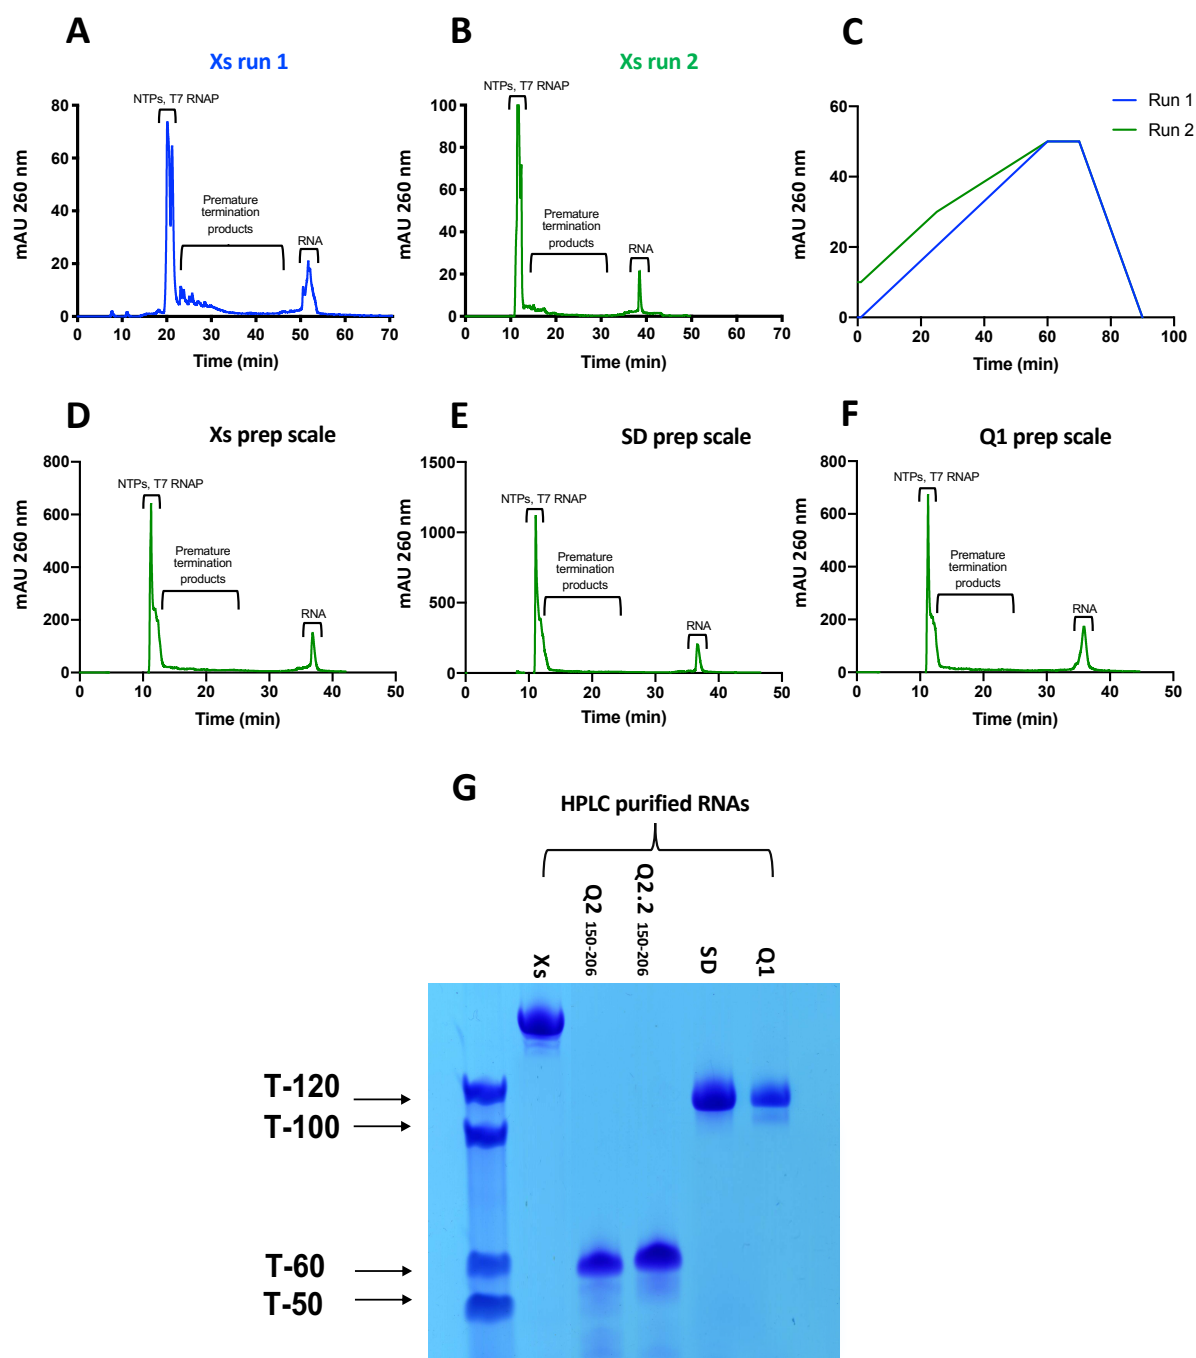 A
Xs run 1
NTPs, T7 RNAP
Premature
termination
products
RNA
mAU 260 nm
80
60
40
20
0
0 10 20 30 40 50 60 70
Time (min)
B
Xs run 2
NTPs, T7 RNAP
Premature
termination
products
RNA
mAU 260 nm
100
80
60
40
20
0
0 10 20 30 40 50 60 70
Time (min)
C
Run 1
Run 2
mAU 260 nm
60
40
20
0
0 20 40 60 80 100
Time (min)
D
Xs prep scale
NTPs, T7 RNAP
Premature
termination
products
RNA
mAU 260 nm
800
600
400
200
0
0 10 20 30 40 50
Time (min)
E
SD prep scale
NTPs, T7 RNAP
Premature
termination
products
RNA
mAU 260 nm
1500
1000
500
0
0 10 20 30 40 50
Time (min)
F
Q1 prep scale
NTPs, T7 RNAP
Premature
termination
products
RNA
mAU 260 nm
800
600
400
200
0
0 10 20 30 40 50
Time (min)
G
HPLC purified RNAs
Xs
Q2 150-206
Q2.2 150-206
SD
Q1
T-120
T-100
T-60
T-50